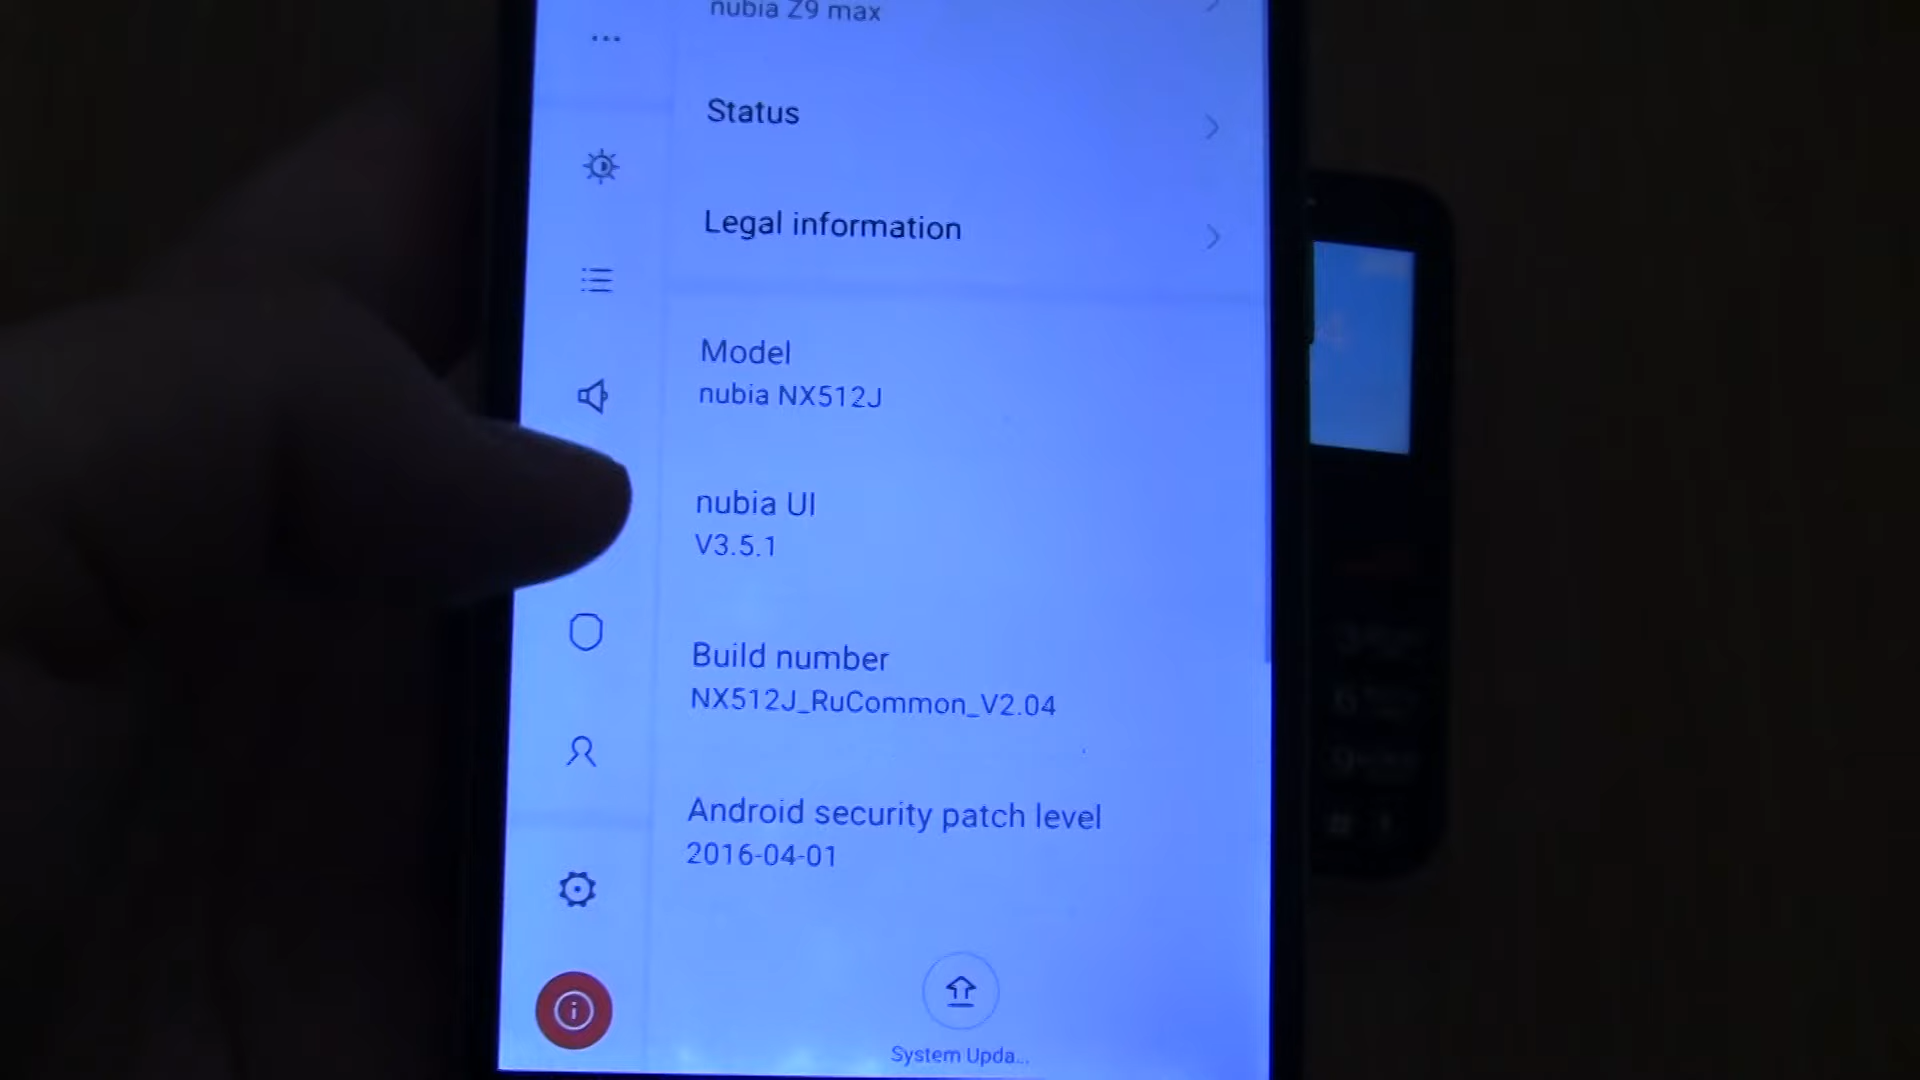 nubia Z9 max
Status
Legal information
Model
nubia NX512J
nubia UI
V3.5.1
Build number
NX512J_RuCommon_V2.04
Android security patch level
2016-04-01
System Upda...